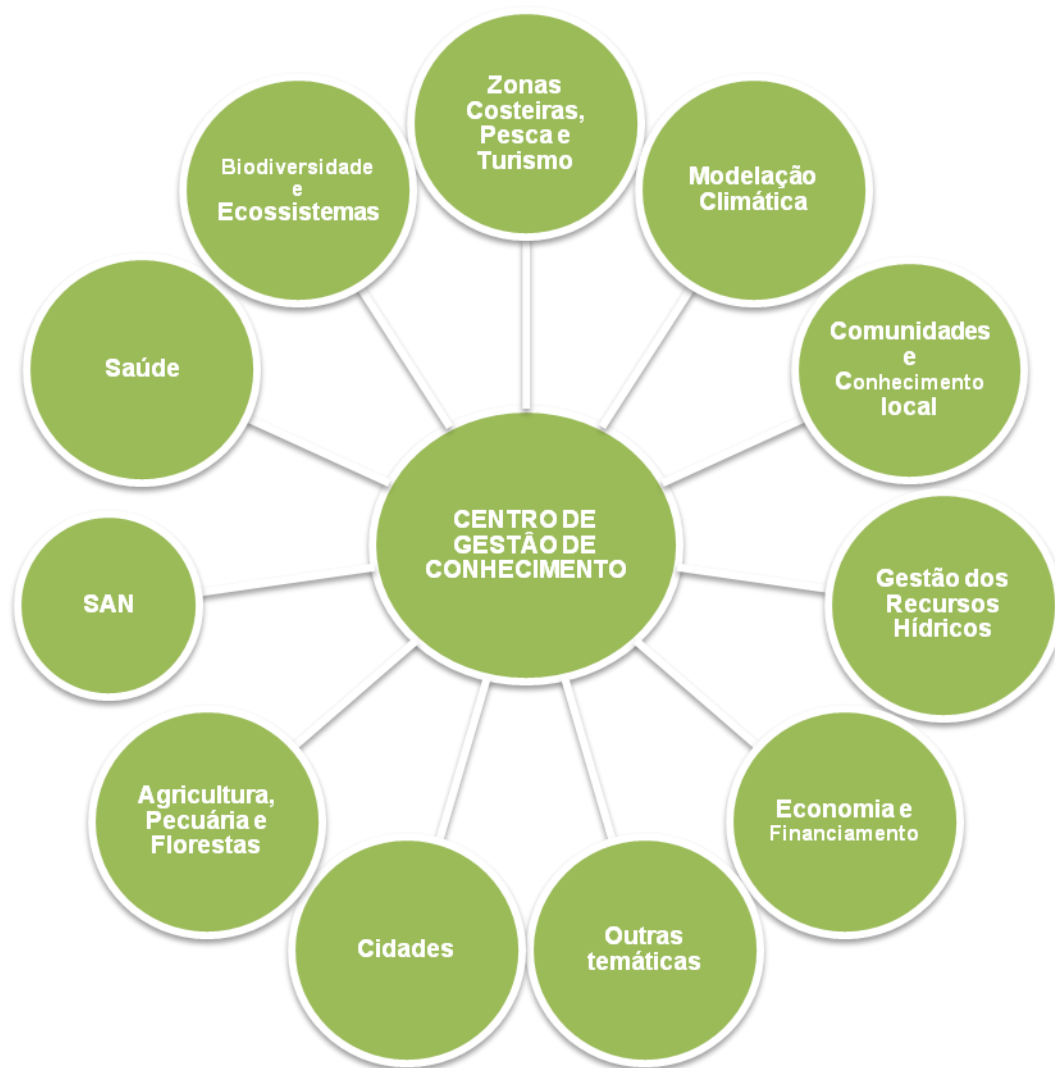 Zonas
Costeiras,
Pesca e
Turismo
Modelação
Climática
Comunidades
e
Conhecimento
local
Gestão dos
Recursos
Hídricos
Economia e
Financiamento
Outras
temáticas
Cidades
Agricultura,
Pecuária e
Florestas
SAN
Saúde
Biodiversidade
e
Ecossistemas
CENTRO DE
GESTÂO DE
CONHECIMENTO